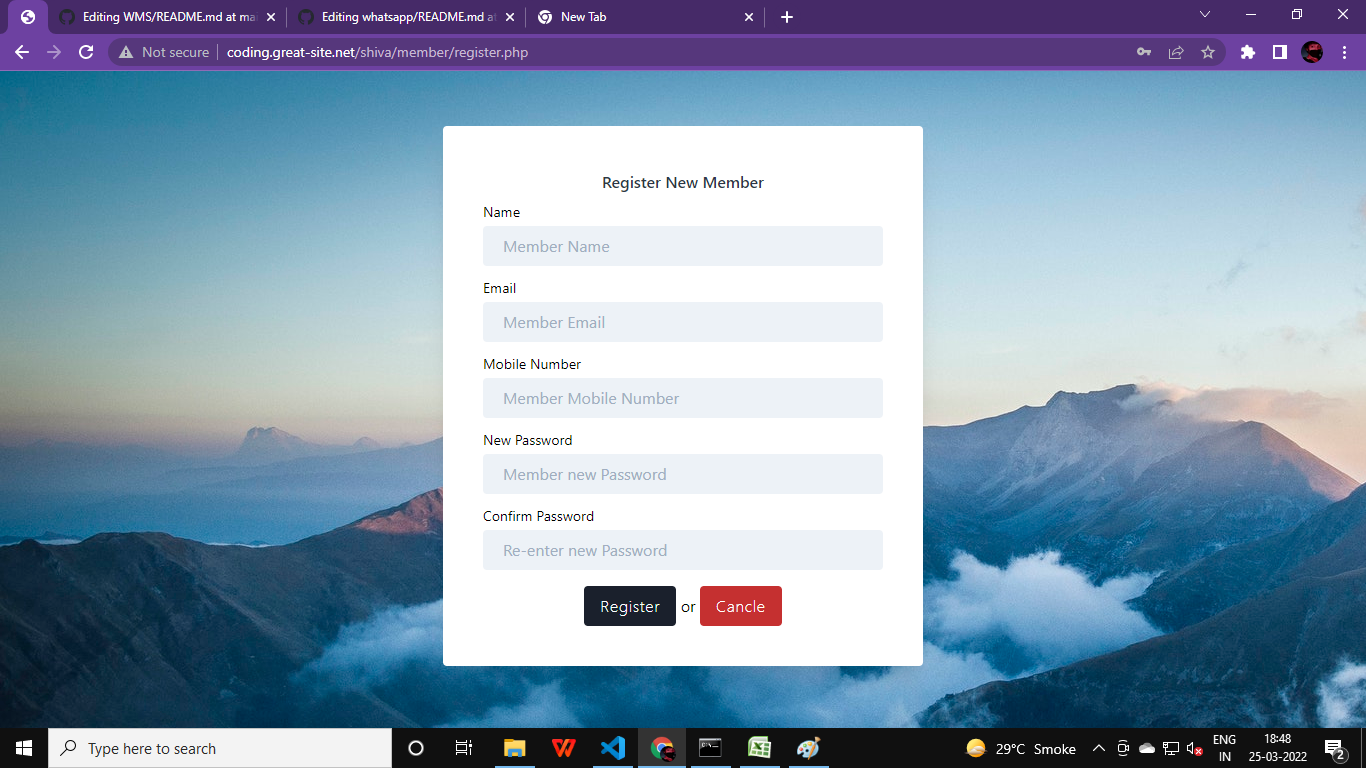 Editing WMS/README.md at ma
Editing whatsapp/README.md at
New Tab
Not secure
coding.great-site.net/shiva/member/register.php
Register New Member
Name
Member Name
Email
Member Email
Mobile Number
Member Mobile Number
New Password
Member new Password
Confirm Password
Re-enter new Password
Register or Cancle
Type here to search
29°C Smoke
ENG
IN
18:48
25-03-2022
2